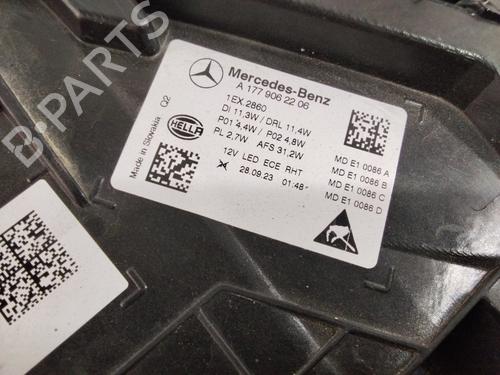 B-PARTS
Mercedes-Benz
A 177 906 22 06
1EX.2860
DI 11,3W / DRL 11,4W
P01 4,4W / P02 4,8W
PL 2,7W AFS 31,2W
12V LED ECE RHT
28.09.23 01:48
HELLA
Made in Slovakia Q2
MD E1 0086 A
MD E1 0086 B
MD E1 0086 C
MD E1 0086 D